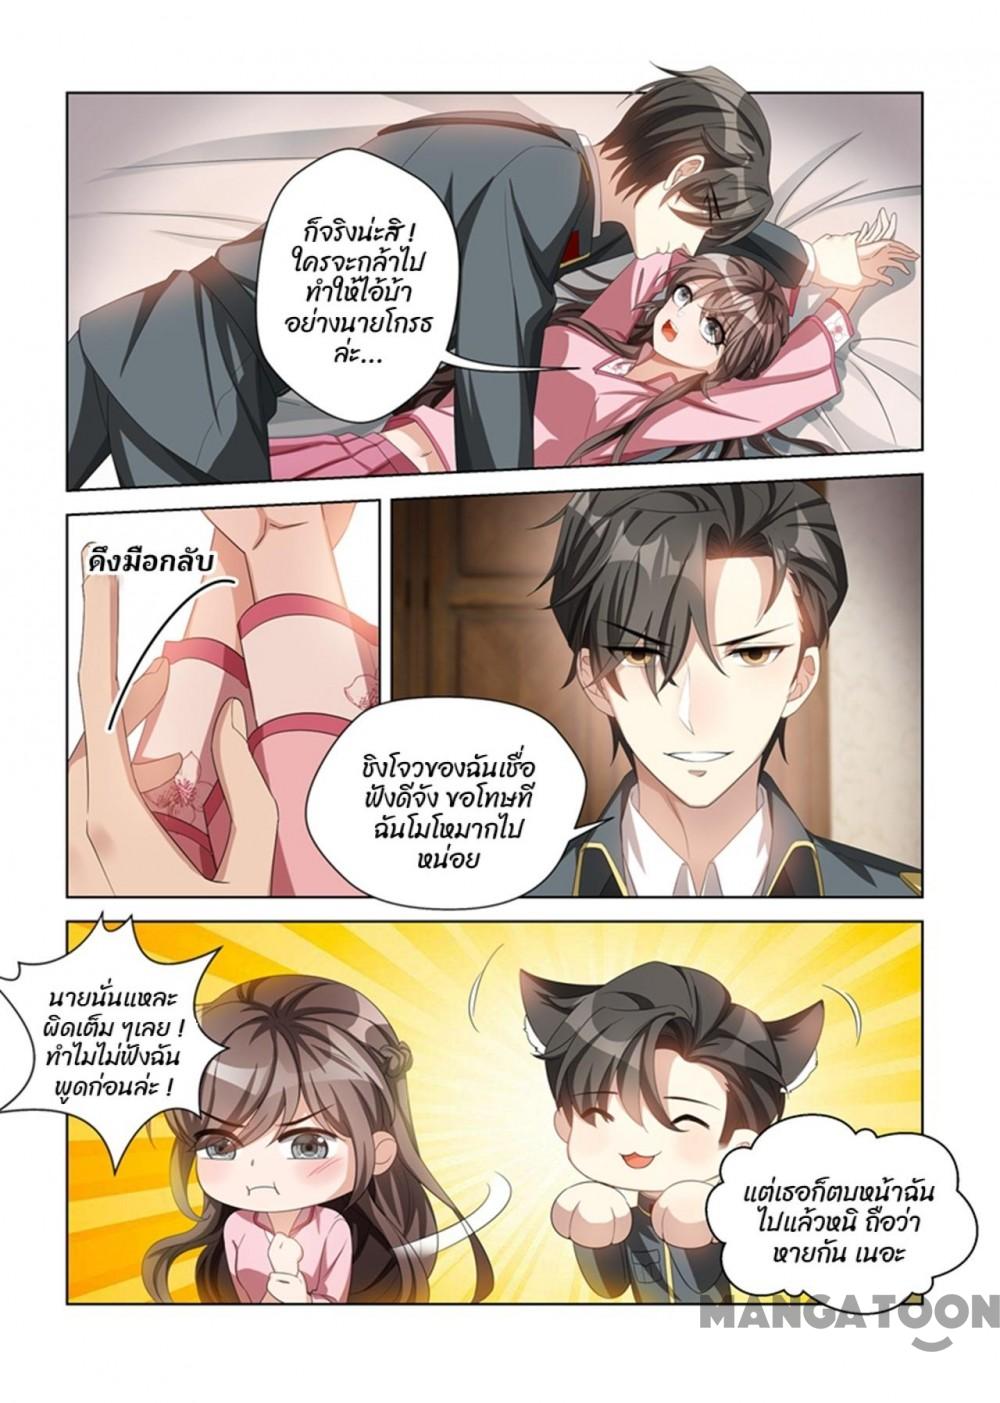 ก็จริงน่ะสิ !
ใครจะกล้าไป
ทำให้ไอ้บ้า
อย่างนายโกรธ
ล่ะ...
ดึงมือกลับ
ชิงโจวของฉันเชื่อ
ฟังดีจัง ขอโทษที
ฉันโมโหมากไป
หน่อย
นายนั่นแหละ
ผิดเต็ม ๆเลย !
ทำไมไม่ฟังฉัน
พูดก่อนล่ะ !
แต่เธอก็ตบหน้าฉัน
ไปแล้วหนิ ถือว่า
หายกัน เนอะ
MANGATOON